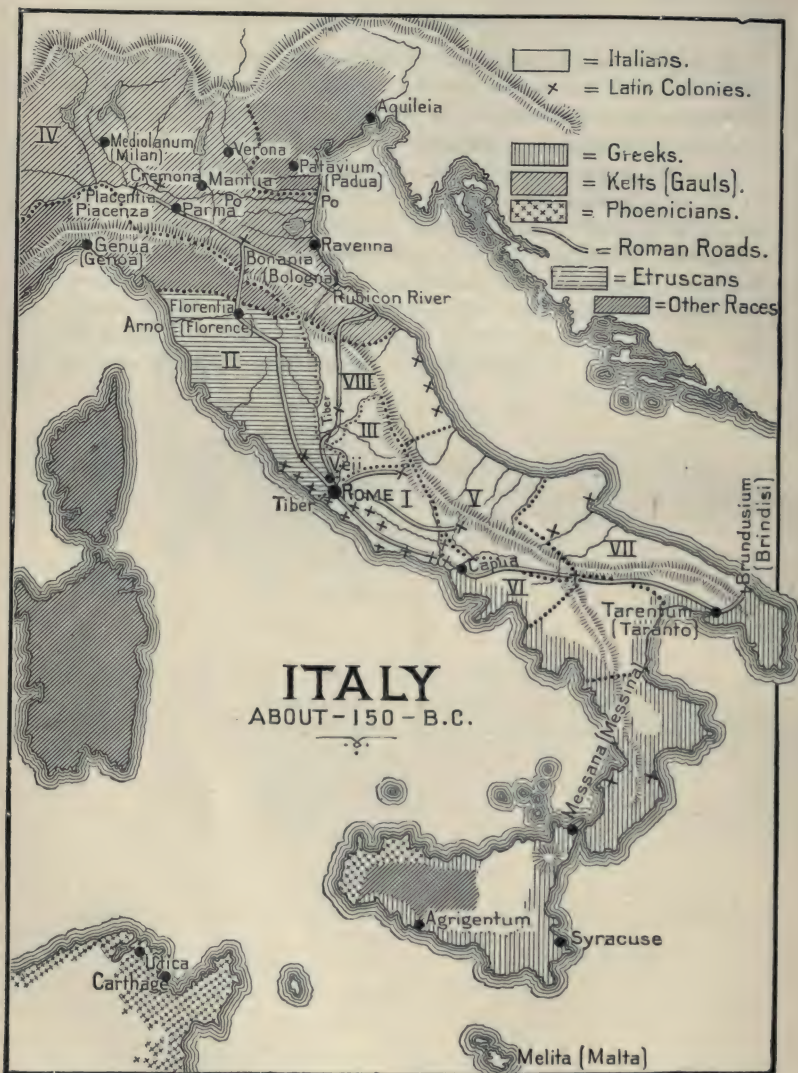 = Italians.
× = Latin Colonies.
= Greeks.
= Kelts (Gauls).
= Phoenicians.
= Roman Roads.
= Etruscans
= Other Races
IV
Mediolanum
(Milan)
Verona
Aquileia
Patavium
(Padua)
Cremona
Mantua
Placentia
Piacenza
Po
Po
Parma
Genua
(Genoa)
Bonania
(Bologna)
Ravenna
Rubicon River
Florentia
(Florence)
Arno
II
VIII
Tiber
III
Veji
ROME
I
Tiber
V
VII
Capua
VI
Brundusium
(Brindisi)
Tarentum
(Taranto)
ITALY
ABOUT-150-B.C.
Messana (Messina)
Agrigentum
Syracuse
Utica
Carthage
Melita (Malta)